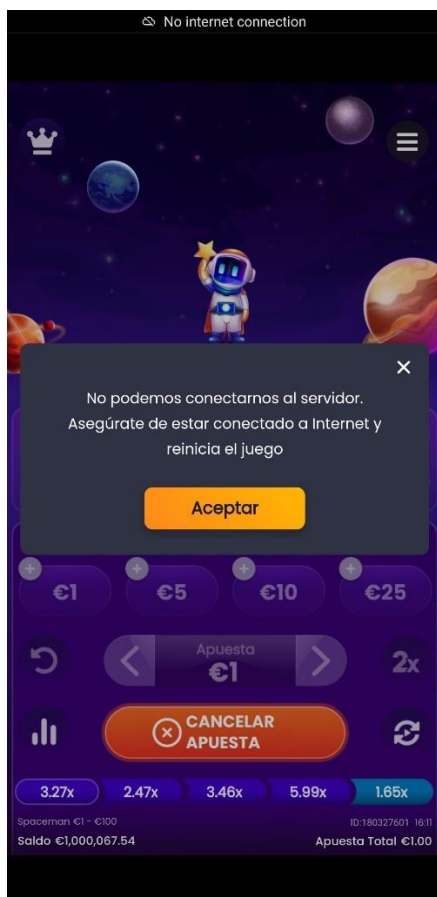 No internet connection
No podemos conectarnos al servidor.
Asegúrate de estar conectado a Internet y
reinicia el juego
Aceptar
€1 €5 €10 €25
Apuesta
€1
2x
CANCELAR
APUESTA
3.27x 2.47x 3.46x 5.99x 1.65x
Spaceman €1 - €100 ID:180327601 16:11
Saldo €1,000,067.54 Apuesta Total €1.00